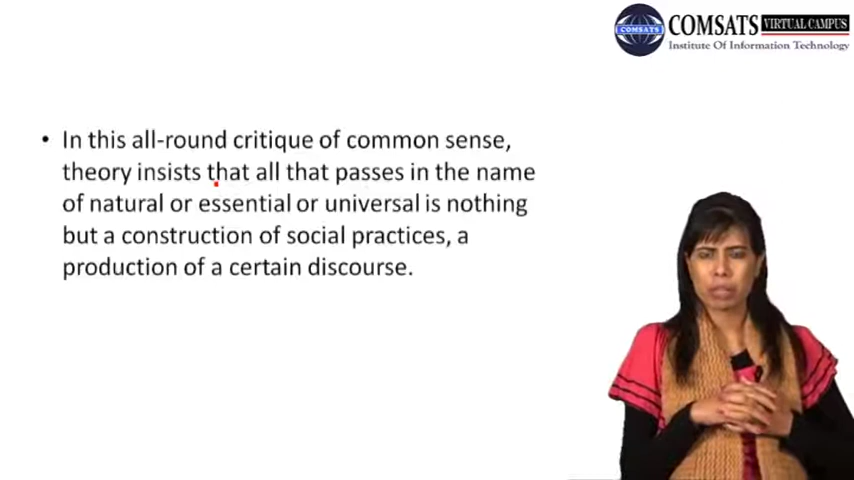 COMSATS VIRTUAL CAMPUS
Institute Of Information Technology
COMSATS
• In this all-round critique of common sense,
theory insists that all that passes in the name
of natural or essential or universal is nothing
but a construction of social practices, a
production of a certain discourse.